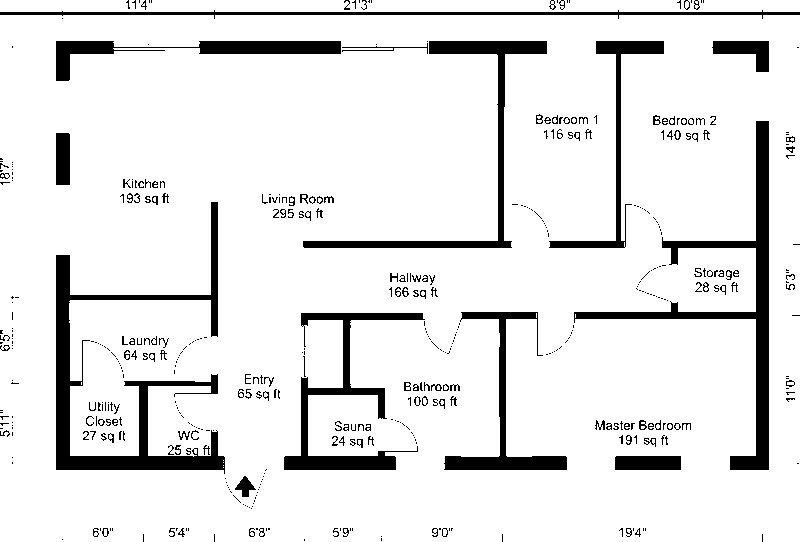 11'4"
21'3"
8'9"
10'8"
Bedroom 1
116 sq ft
Bedroom 2
140 sq ft
14'8"
18'7"
Kitchen
193 sq ft
Living Room
295 sq ft
Hallway
166 sq ft
Storage
28 sq ft
5'3"
Laundry
64 sq ft
6'5"
Entry
65 sq ft
Bathroom
100 sq ft
11'0"
Utility
Closet
27 sq ft
WC
25 sq ft
5'11"
Sauna
24 sq ft
Master Bedroom
191 sq ft
6'0"
5'4"
6'8"
5'9"
9'0"
19'4"